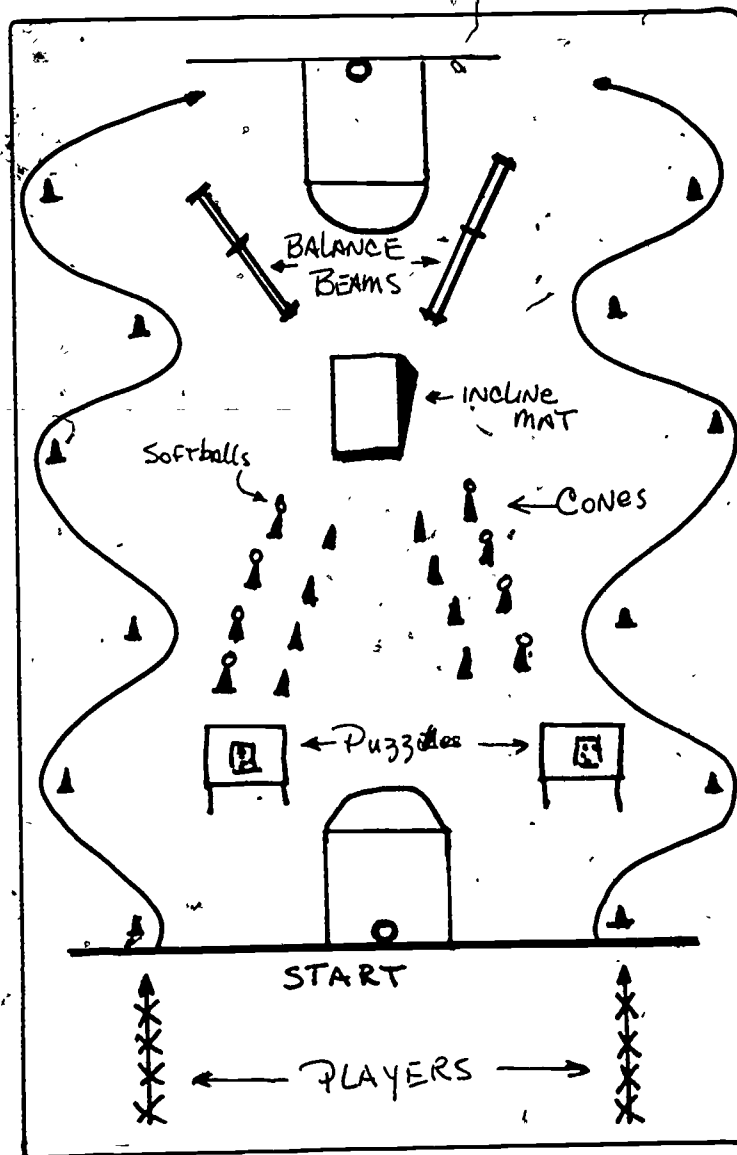 BALANCE
BEAMS
INCLINE
MAT
Softballs
CONES
Puzzles
START
PLAYERS